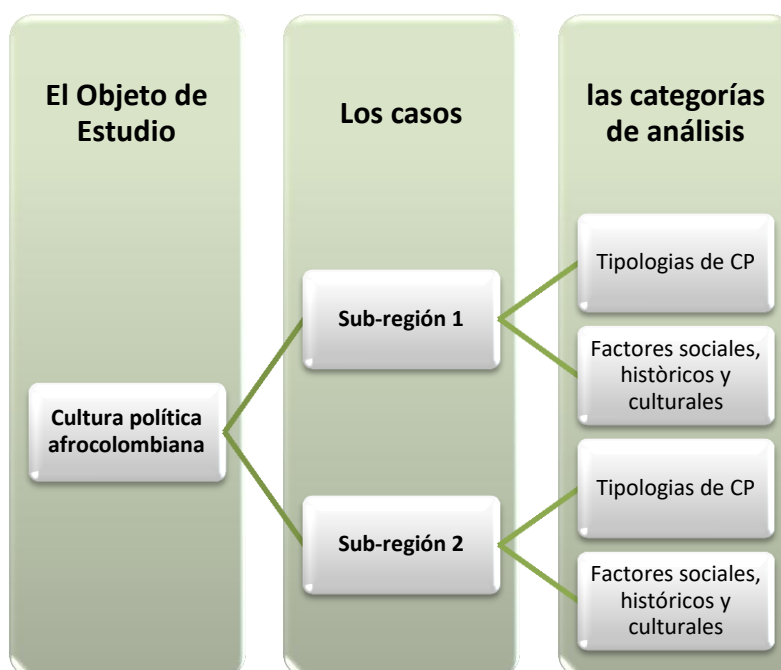 El Objeto de
Estudio
Los casos
las categorías
de análisis
Cultura política
afrocolombiana
Sub-región 1
Tipologias de CP
Factores sociales,
històricos y
culturales
Sub-región 2
Tipologias de CP
Factores sociales,
históricos y
culturales